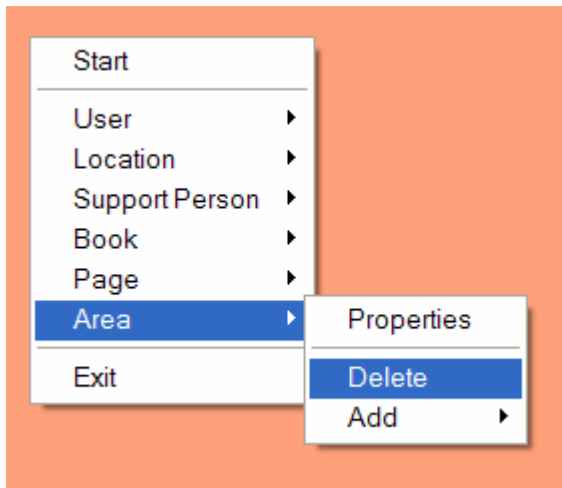 Start
User
Location
Support Person
Book
Page
Area
Exit
Properties
Delete
Add